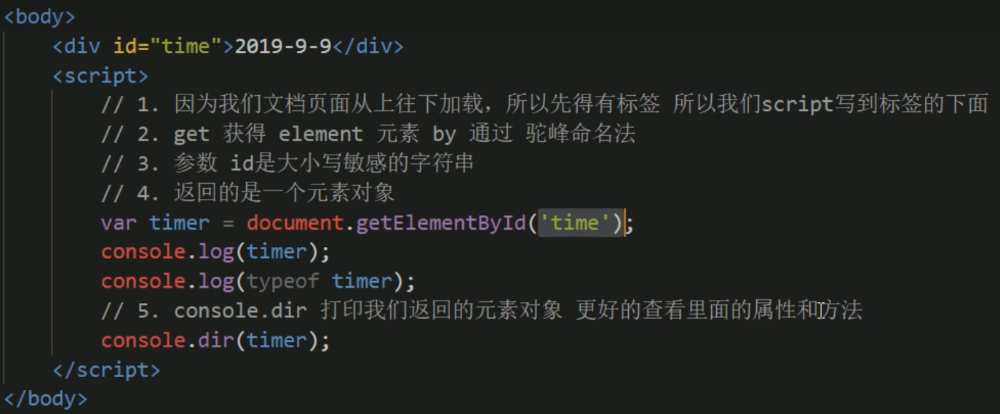 <body>
<div id="time">2019-9-9</div>
<script>
// 1. 因为我们文档页面从上往下加载，所以先得有标签 所以我们script写到标签的下面
// 2. get 获得 element 元素 by 通过 驼峰命名法
// 3. 参数 id是大小写敏感的字符串
// 4. 返回的是一个元素对象
var timer = document.getElementById('time');
console.log(timer);
console.log(typeof timer);
// 5. console.dir 打印我们返回的元素对象 更好的查看里面的属性和方法
console.dir(timer);
</script>
</body>